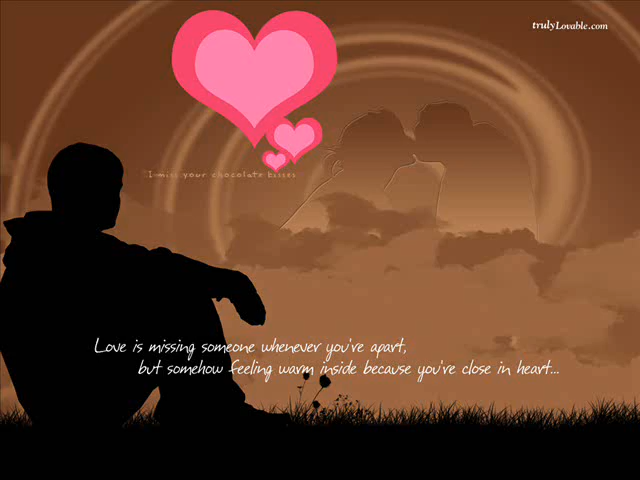 trulyLovable.com
"I miss your chocolate kisses
Love is missing someone whenever you're apart,
but somehow feeling warm inside because you're close in heart...